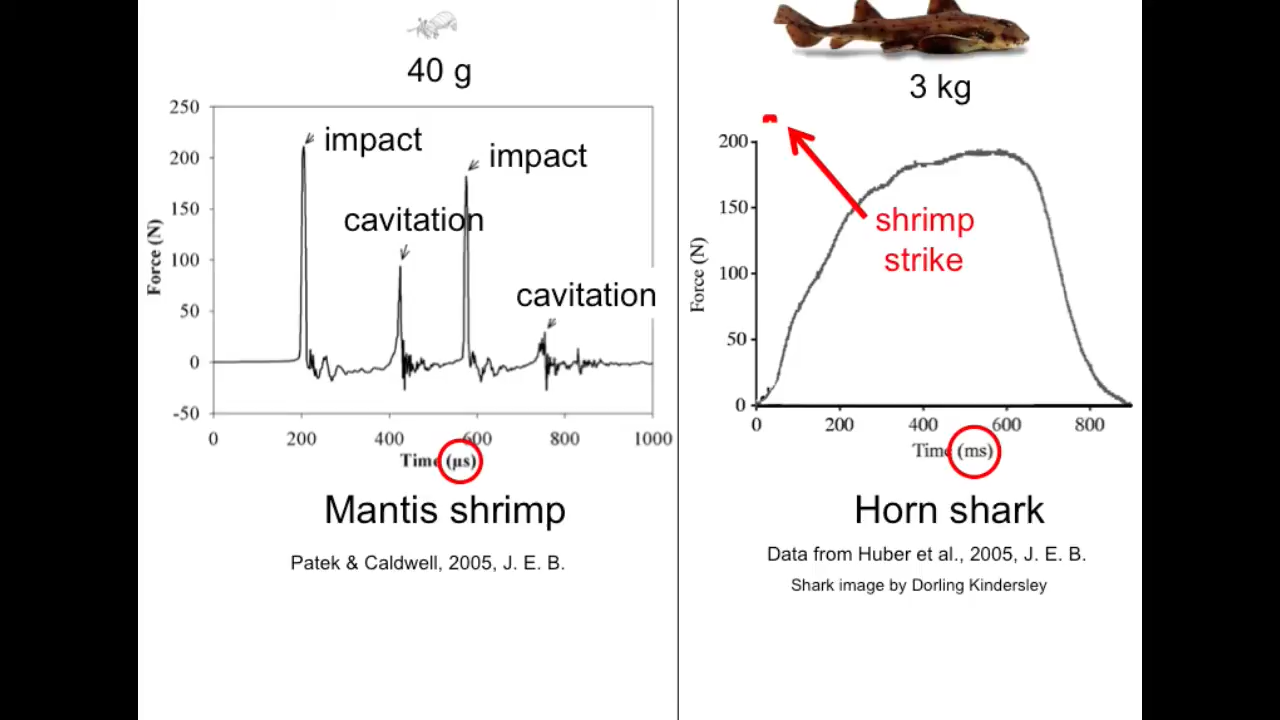 40 g
250
200
150
100
50
0
-50
impact
impact
cavitation
cavitation
Force (N)
0 200 400 600 800 1000
Time (µs)
Mantis shrimp
Patek & Caldwell, 2005, J. E. B.
3 kg
200
150
100
50
0
shrimp
strike
Force (N)
0 200 400 600 800
Time (ms)
Horn shark
Data from Huber et al., 2005, J. E. B.
Shark image by Dorling Kindersley